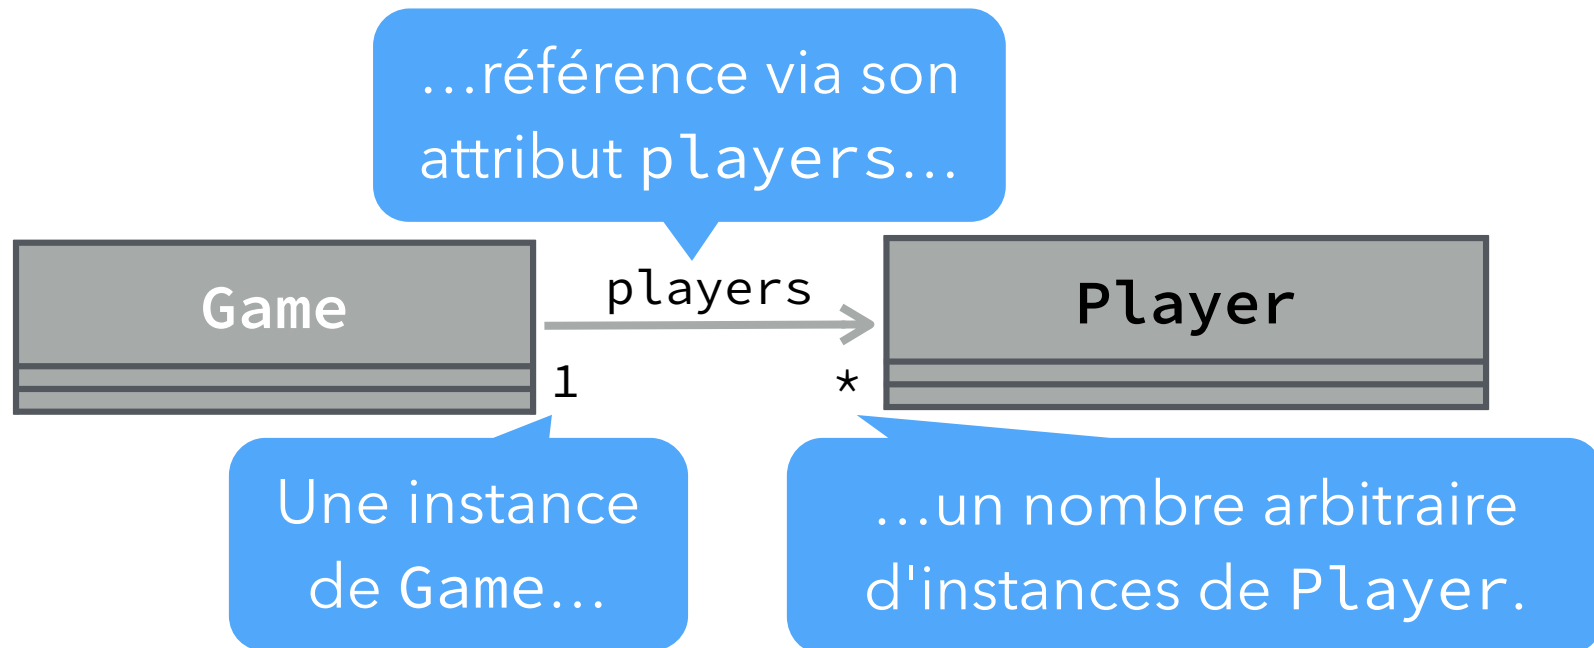 …référence via son
attribut players…
Game
players
Player
1
*
Une instance
de Game…
…un nombre arbitraire
d'instances de Player.